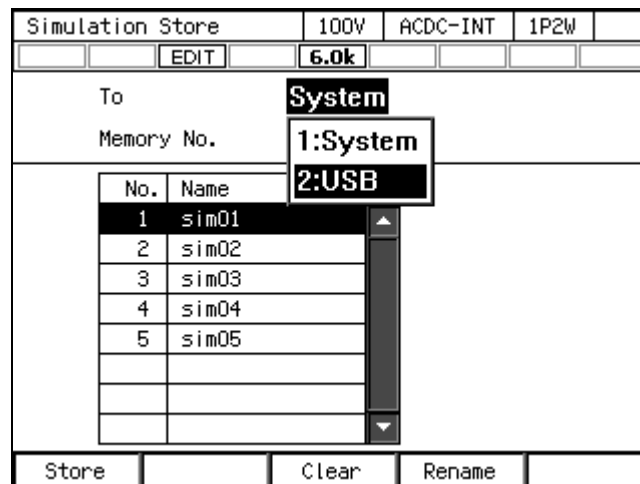 Simulation Store 100V ACDC-INT 1P2W
EDIT 6.0k
To System
1:System
Memory No.
2:USB
No. Name
1 sim01
2 sim02
3 sim03
4 sim04
5 sim05
Store Clear Rename